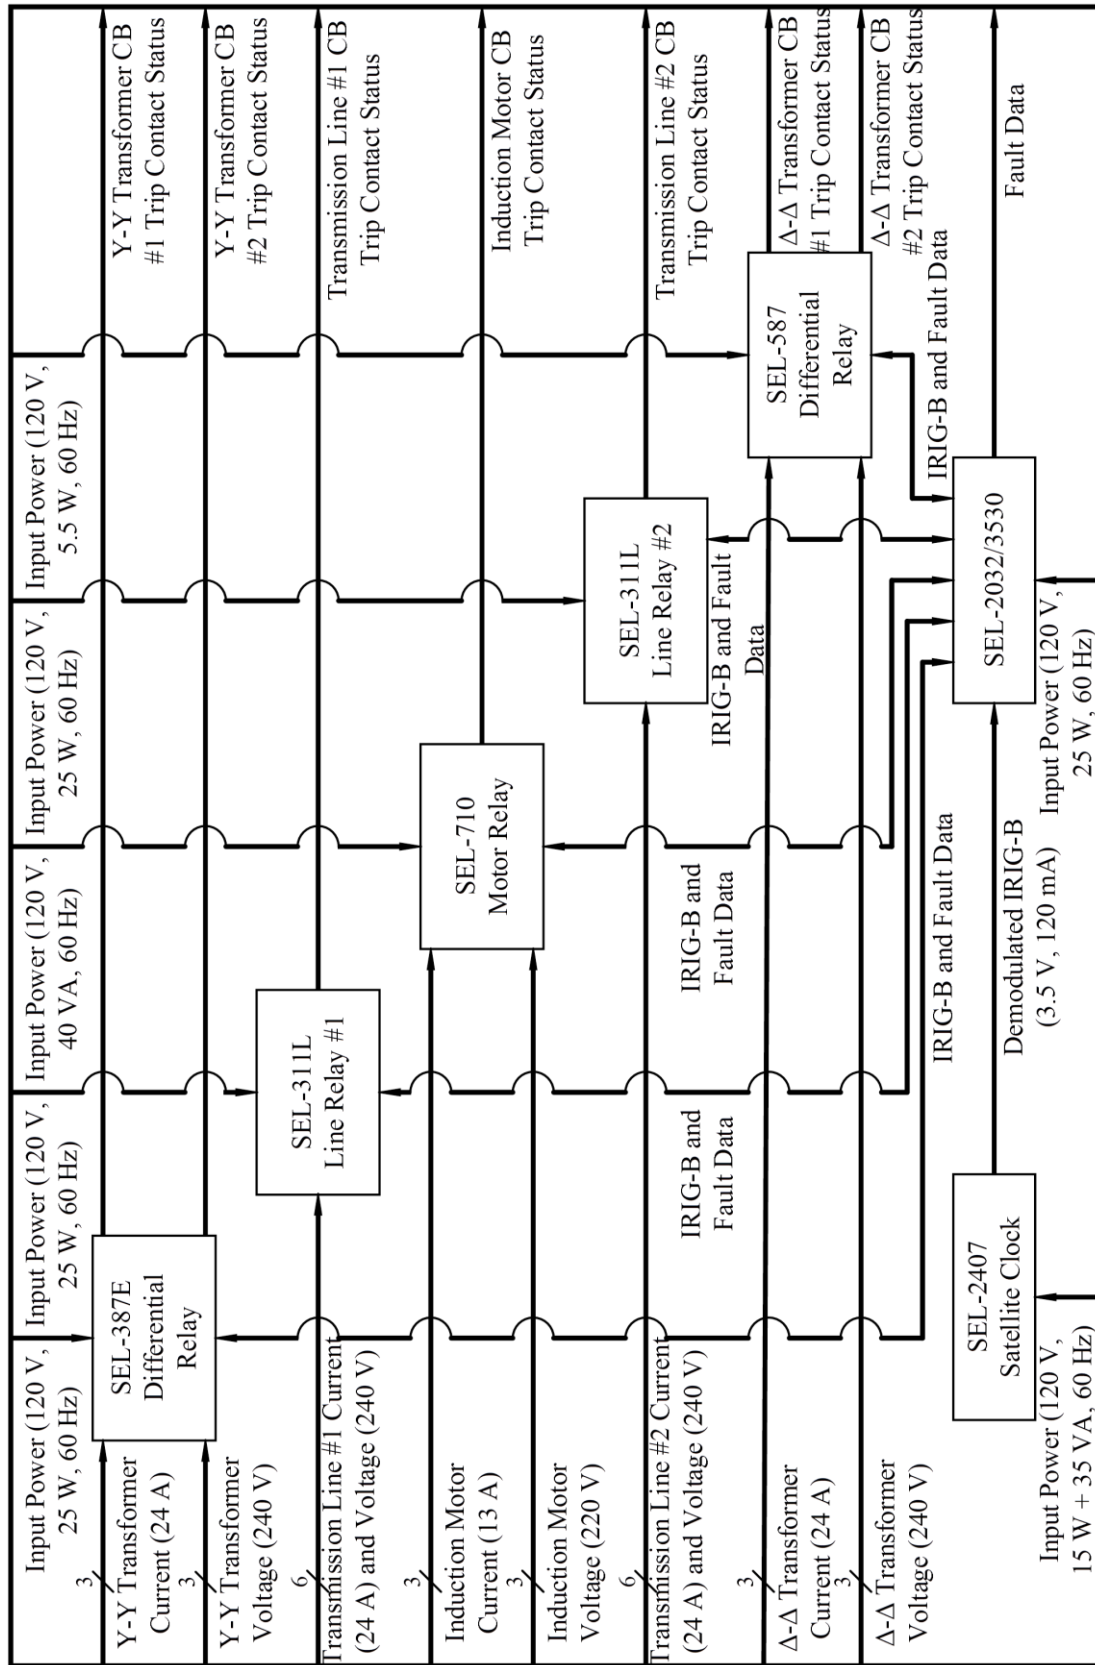 Input Power (120 V,
25 W, 60 Hz)
Input Power (120 V,
25 W, 60 Hz)
Input Power (120 V,
40 VA, 60 Hz)
Input Power (120 V,
25 W, 60 Hz)
Input Power (120 V,
5.5 W, 60 Hz)
3
Y-Y Transformer
Current (24 A)
3
Y-Y Transformer
Voltage (240 V)
SEL-387E
Differential
Relay
Y-Y Transformer CB
#1 Trip Contact Status
Y-Y Transformer CB
#2 Trip Contact Status
6
Transmission Line #1 Current
(24 A) and Voltage (240 V)
SEL-311L
Line Relay #1
Transmission Line #1 CB
Trip Contact Status
3
Induction Motor
Current (13 A)
3
Induction Motor
Voltage (220 V)
SEL-710
Motor Relay
Induction Motor CB
Trip Contact Status
6
Transmission Line #2 Current
(24 A) and Voltage (240 V)
SEL-311L
Line Relay #2
Transmission Line #2 CB
Trip Contact Status
IRIG-B and
Fault Data
IRIG-B and
Fault Data
IRIG-B and Fault
Data
3
Δ-Δ Transformer
Current (24 A)
3
Δ-Δ Transformer
Voltage (240 V)
SEL-587
Differential
Relay
Δ-Δ Transformer CB
#1 Trip Contact Status
Δ-Δ Transformer CB
#2 Trip Contact Status
IRIG-B and Fault Data
IRIG-B and Fault Data
SEL-2407
Satellite Clock
Demodulated IRIG-B
(3.5 V, 120 mA)
SEL-2032/3530
Fault Data
Input Power (120 V,
15 W + 35 VA, 60 Hz)
Input Power (120 V,
25 W, 60 Hz)